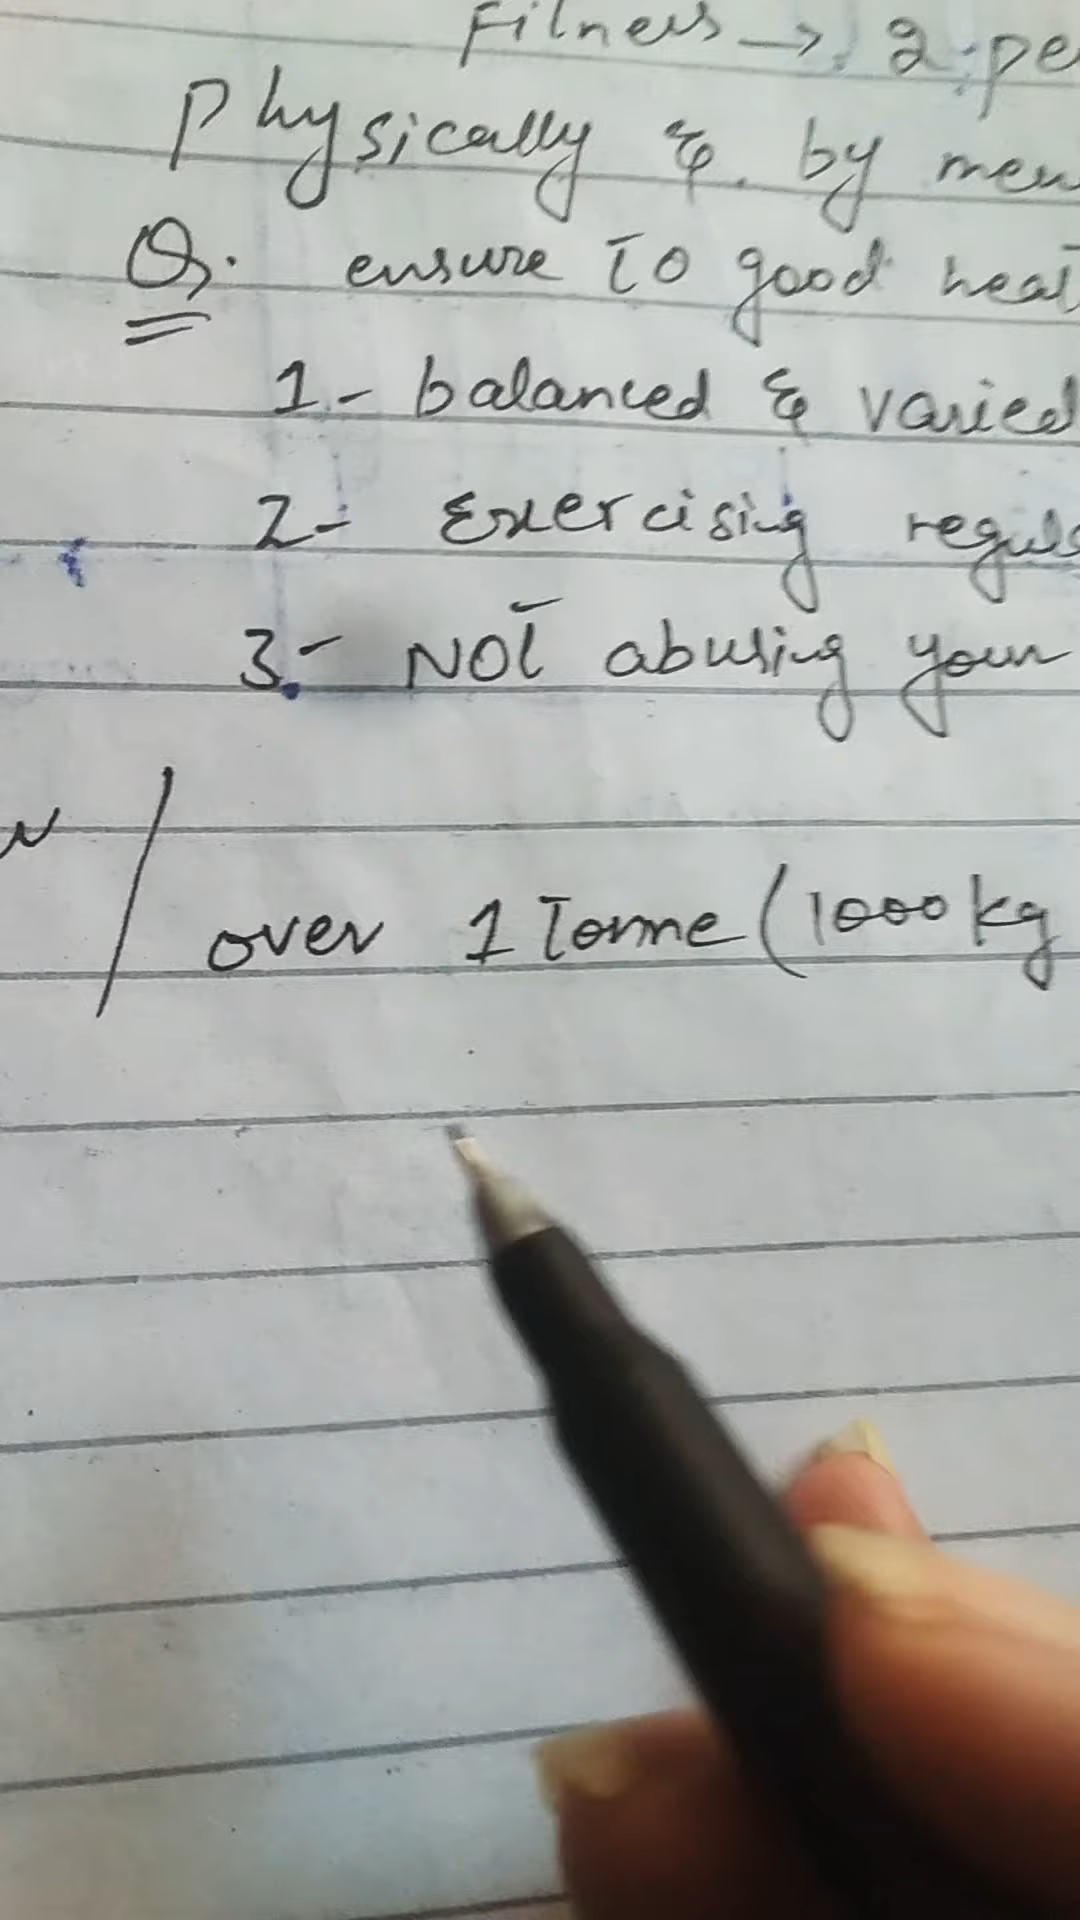 Fitness → 2. pe
Physically & by men
Q. ensure to good heal
1- balanced & varied
2- Exercising regula
3- Not abusing your
over 1 Tonne (1000 kg